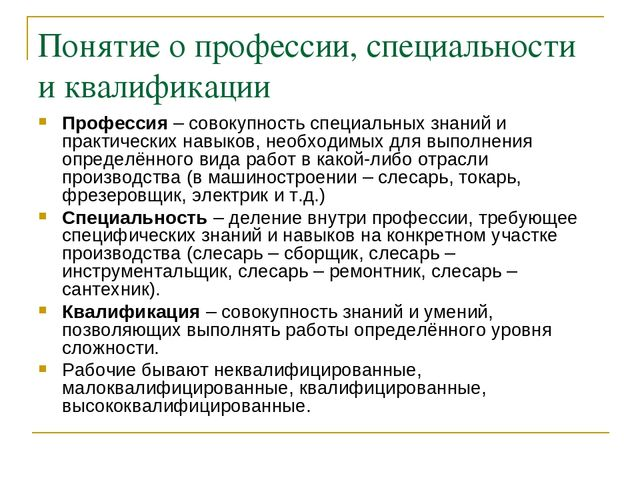 Понятие о профессии, специальности
и квалификации
Профессия – совокупность специальных знаний и
практических навыков, необходимых для выполнения
определённого вида работ в какой-либо отрасли
производства (в машиностроении – слесарь, токарь,
фрезеровщик, электрик и т.д.)
Специальность – деление внутри профессии, требующее
специфических знаний и навыков на конкретном участке
производства (слесарь – сборщик, слесарь –
инструментальщик, слесарь – ремонтник, слесарь –
сантехник).
Квалификация – совокупность знаний и умений,
позволяющих выполнять работы определённого уровня
сложности.
Рабочие бывают неквалифицированные,
малоквалифицированные, квалифицированные,
высококвалифицированные.